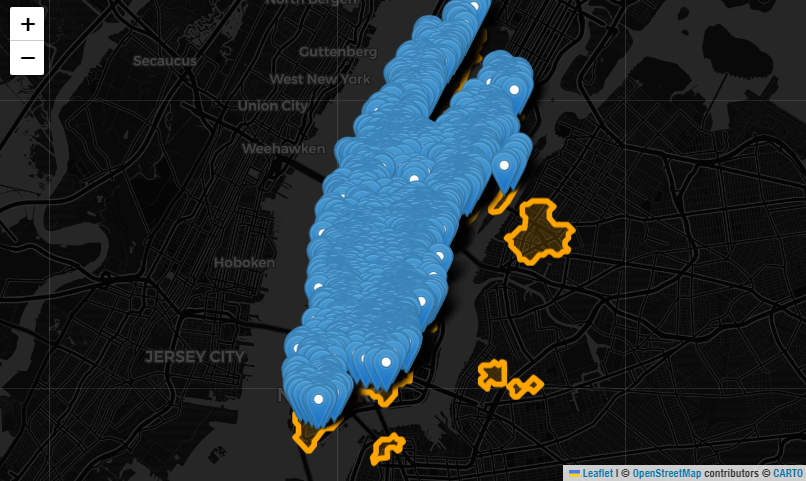 North Bergen
+
−
Guttenberg
Secaucus
West New York
Union City
Weehawken
Hoboken
JERSEY CITY
N
Leaflet | © OpenStreetMap contributors © CARTO